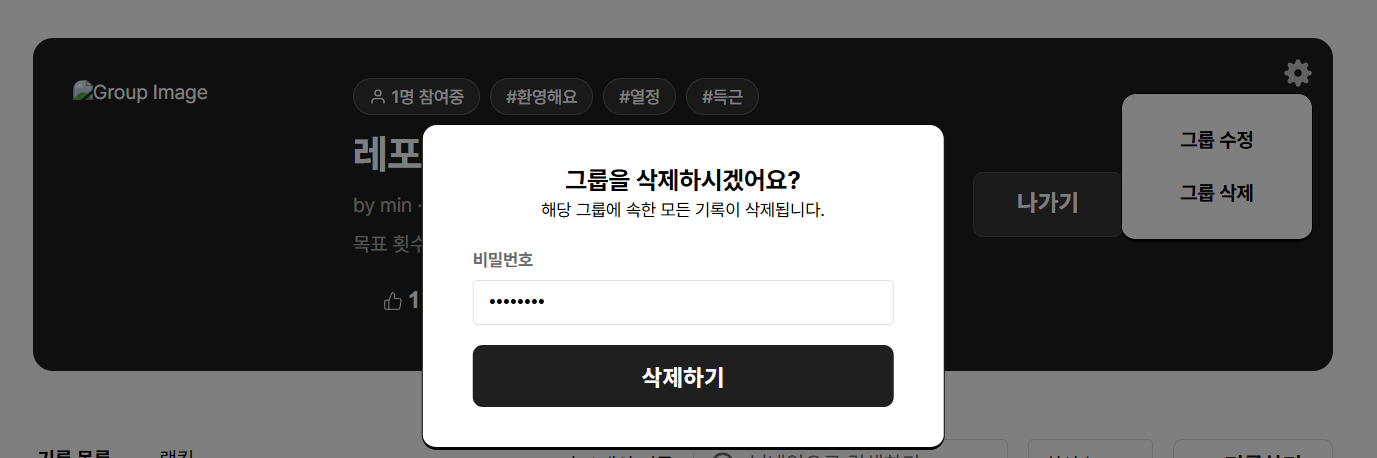 Group Image
1명 참여중 #환영해요 #열정 #득근
레포
by min ·
목표 횟수
1
나가기
그룹 수정
그룹 삭제
그룹을 삭제하시겠어요?
해당 그룹에 속한 모든 기록이 삭제됩니다.
비밀번호
••••••••
삭제하기
기록 목록 랭킹